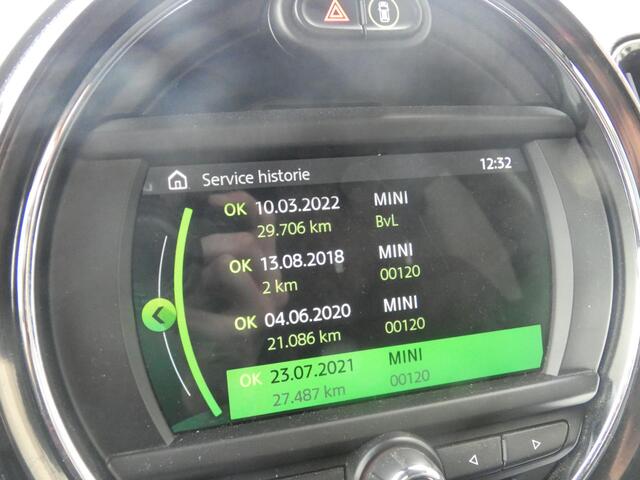 Service historie 12:32
OK 10.03.2022 MINI
29.706 km BvL
OK 13.08.2018 MINI
2 km 00120
OK 04.06.2020 MINI
21.086 km 00120
OK 23.07.2021 MINI
27.487 km 00120